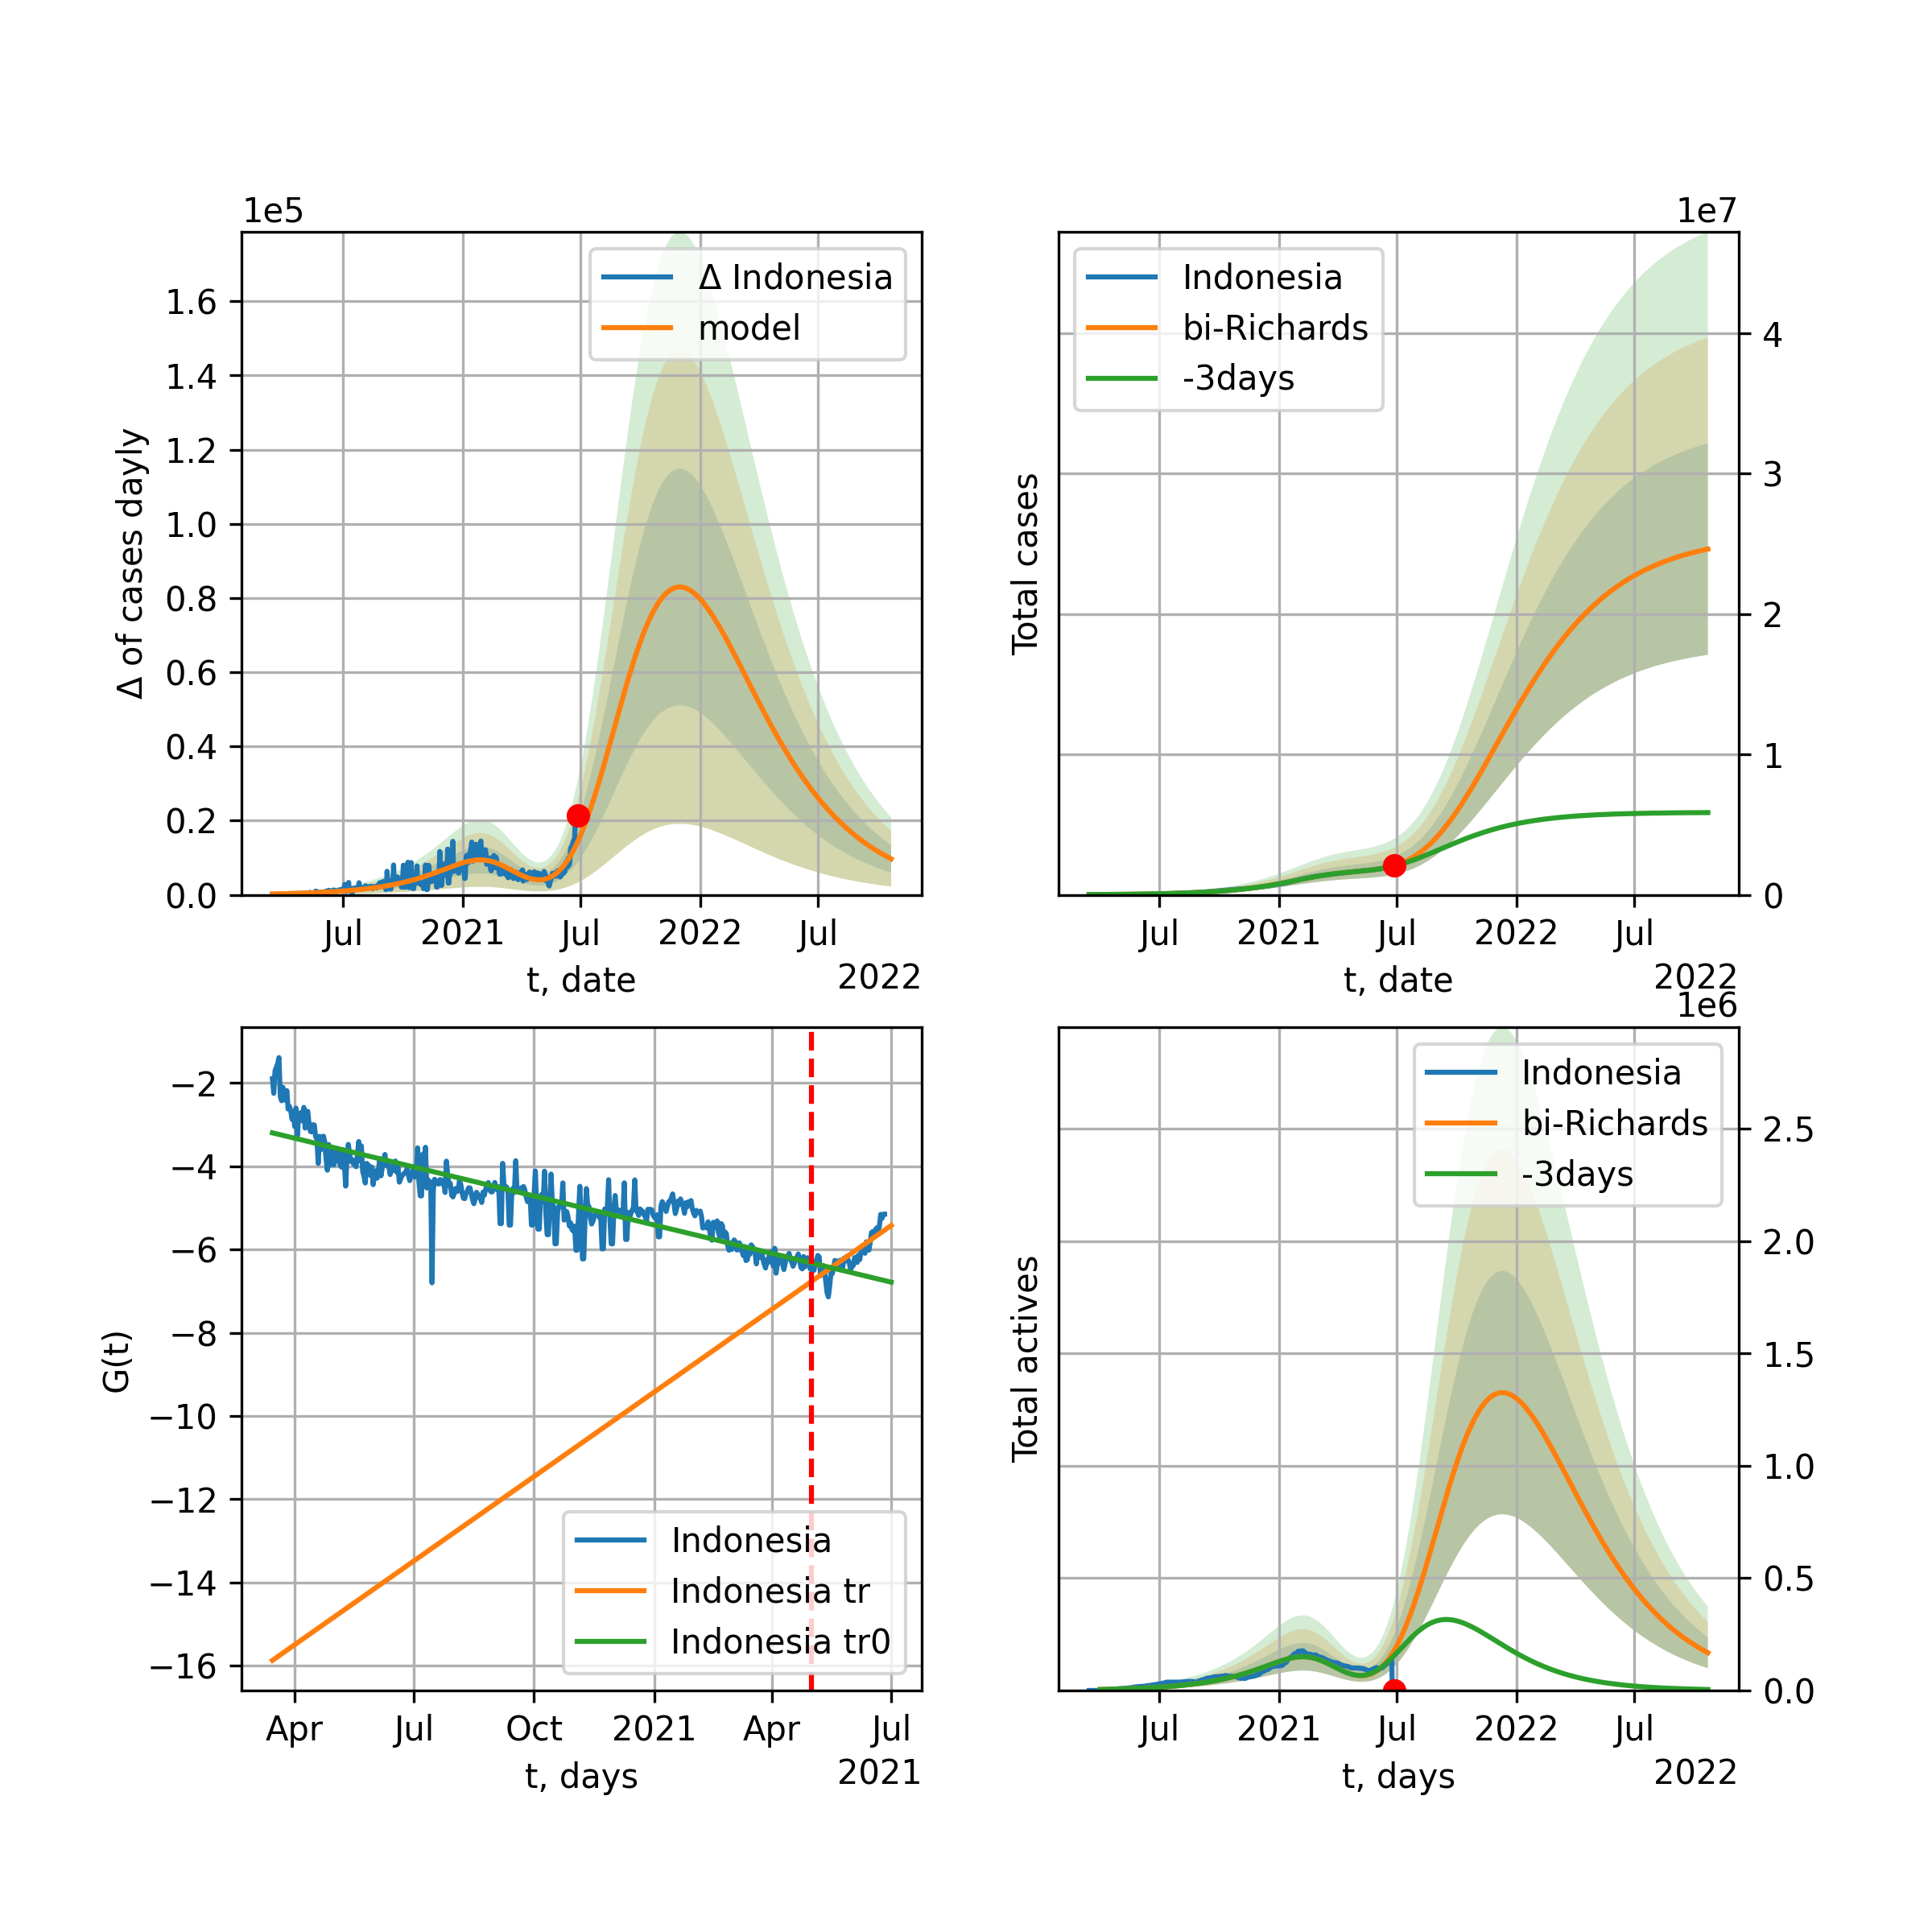 1e5
Δ Indonesia
model
1.6
1.4
1.2
1.0
0.8
0.6
0.4
0.2
0.0
Δ of cases dayly
Jul 2021 Jul 2022 Jul
t, date
2022
1e7
Indonesia
bi-Richards
-3days
4
3
2
1
0
Total cases
Jul 2021 Jul 2022 Jul
t, date
2022
−2
−4
−6
−8
−10
−12
−14
−16
G(t)
Indonesia
Indonesia tr
Indonesia tr0
Apr Jul Oct 2021 Apr Jul
t, days
2021
1e6
Indonesia
bi-Richards
-3days
2.5
2.0
1.5
1.0
0.5
0.0
Total actives
Jul 2021 Jul 2022 Jul
t, days
2022